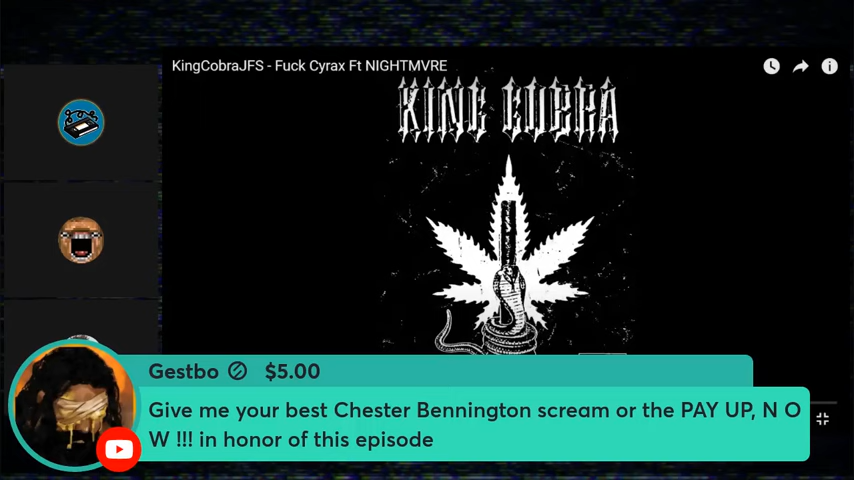 KingCobraJFS - Fuck Cyrax Ft NIGHTMVRE
KING COBRA
Gestbo $5.00
Give me your best Chester Bennington scream or the PAY UP, N O
W !!! in honor of this episode